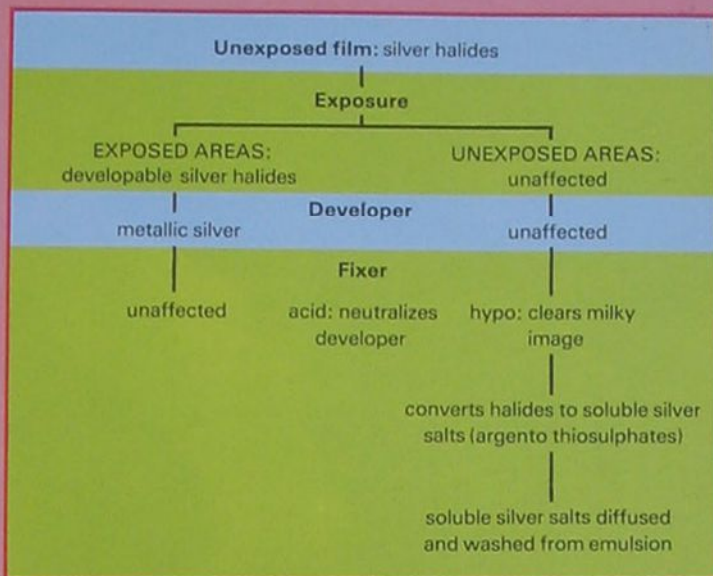 Unexposed film: silver halides
Exposure
EXPOSED AREAS:
developable silver halides
UNEXPOSED AREAS:
unaffected
Developer
metallic silver
unaffected
Fixer
unaffected
acid: neutralizes
developer
hypo: clears milky
image
converts halides to soluble silver
salts (argento thiosulphates)
soluble silver salts diffused
and washed from emulsion